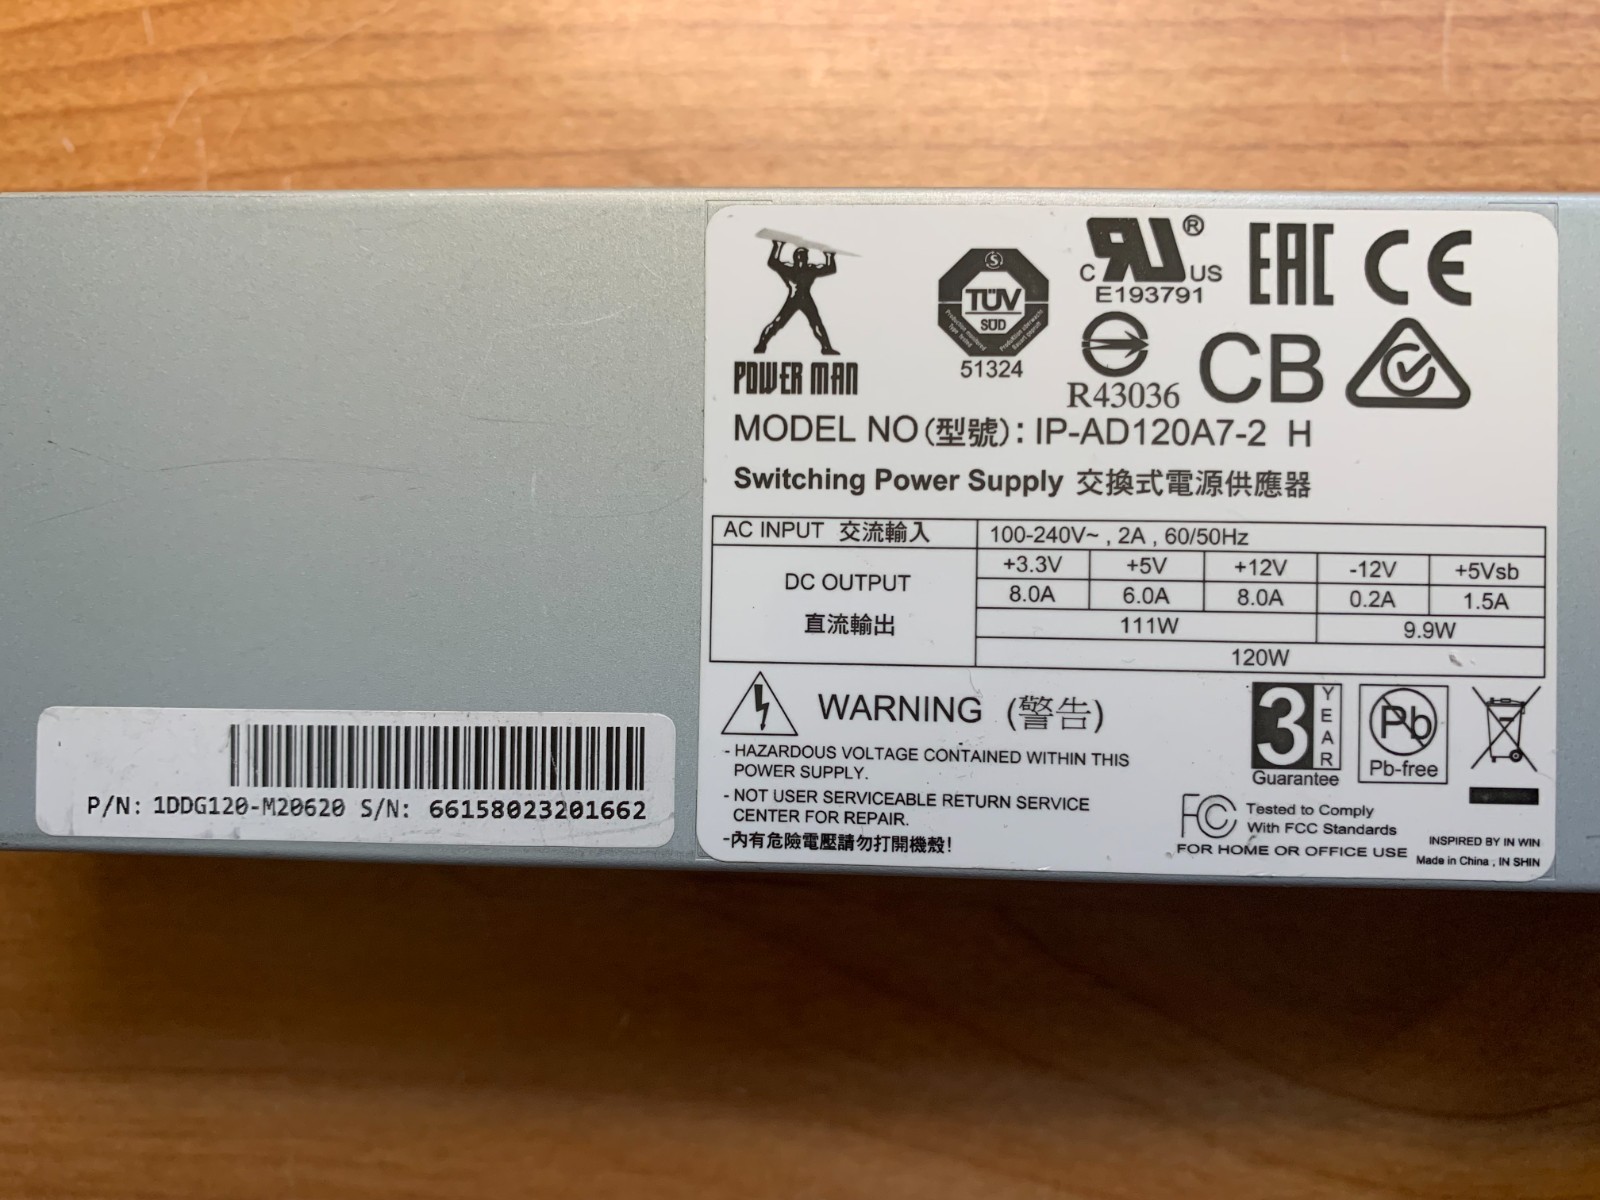 POWER MAN
S
TÜV
SÜD
51324
C RU US ®
E193791
EAC CE
R43036
CB
MODEL NO (型號): IP-AD120A7-2 H
Switching Power Supply 交換式電源供應器
AC INPUT 交流輸入 100-240V~ , 2A , 60/50Hz
DC OUTPUT 直流輸出
+3.3V +5V +12V -12V +5Vsb
8.0A 6.0A 8.0A 0.2A 1.5A
111W 9.9W
120W
WARNING (警告)
- HAZARDOUS VOLTAGE CONTAINED WITHIN THIS
POWER SUPPLY.
- NOT USER SERVICEABLE RETURN SERVICE
CENTER FOR REPAIR.
-內有危險電壓請勿打開機殼!
3 YEAR
Guarantee
Pb
Pb-free
FC Tested to Comply
With FCC Standards
FOR HOME OR OFFICE USE
INSPIRED BY IN WIN
Made in China , IN SHIN
P/N: 1DDG120-M20620 S/N: 66158023201662